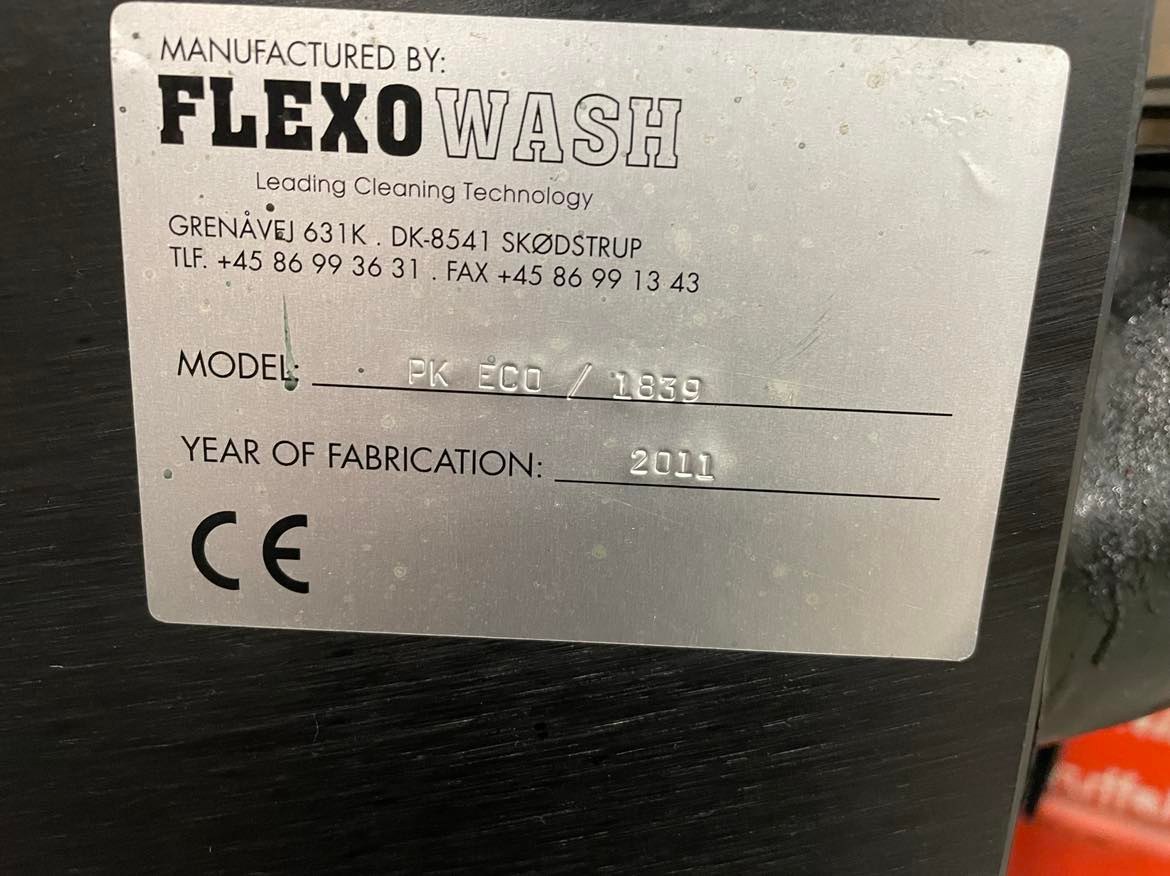 MANUFACTURED BY:
FLEXOWASH
Leading Cleaning Technology
GRENÅVEJ 631K . DK-8541 SKØDSTRUP
TLF. +45 86 99 36 31 . FAX +45 86 99 13 43
MODEL: PK ECO / 1839
YEAR OF FABRICATION: 2011
CE